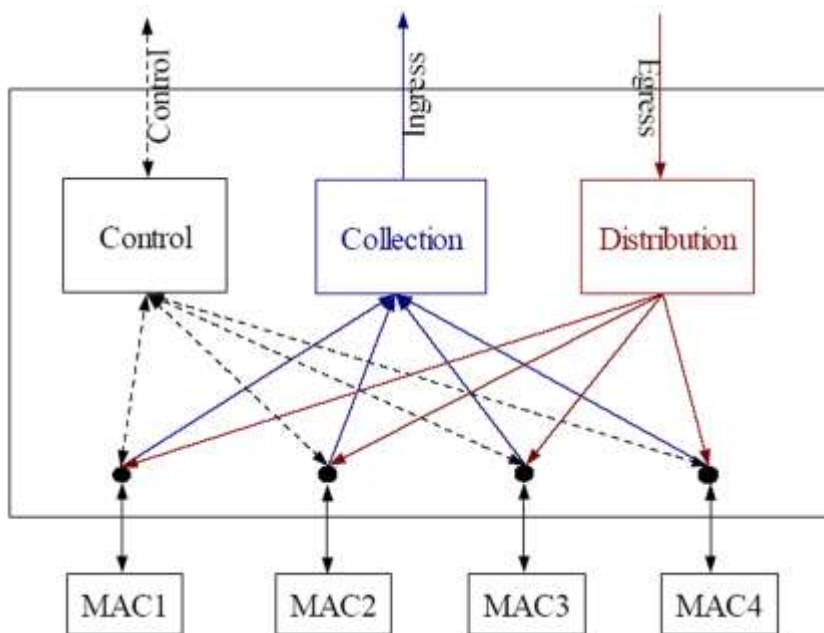 Control
Ingress
Egress
Control
Collection
Distribution
MAC1
MAC2
MAC3
MAC4